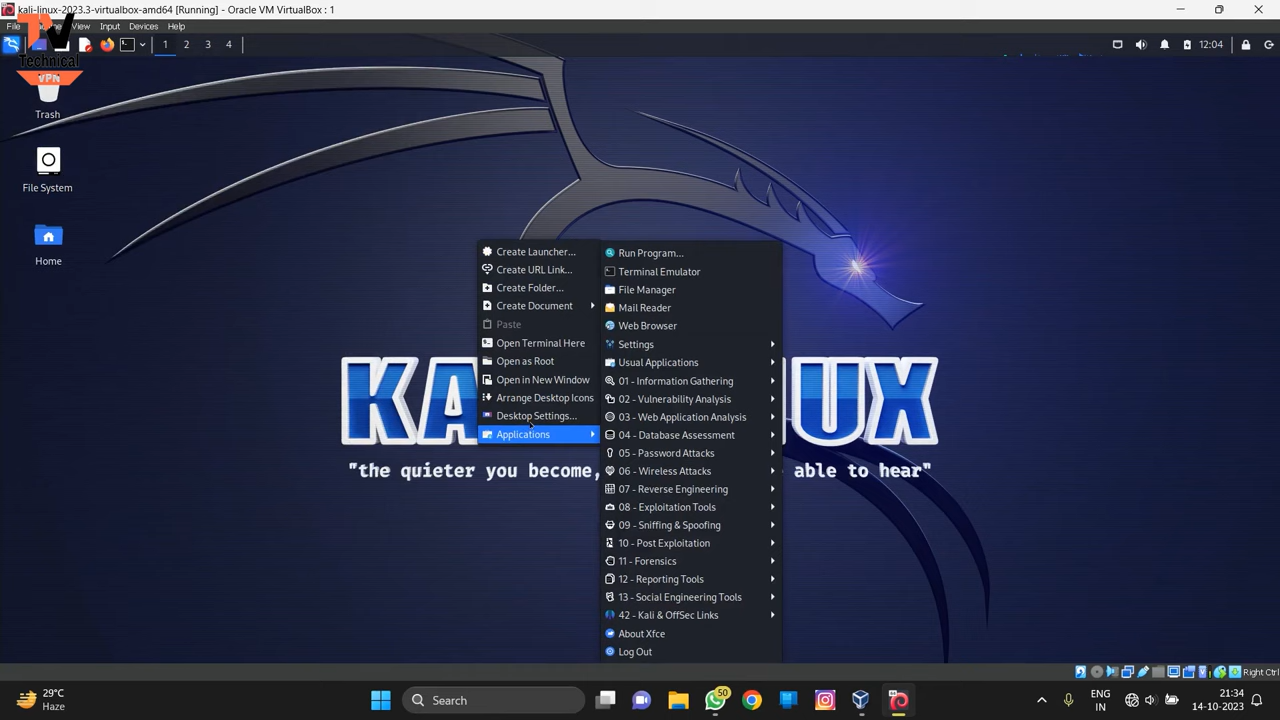 kali-linux-2023.3-virtualbox-amd64 [Running] - Oracle VM VirtualBox : 1
File
View
Input
Devices
Help
1
2
3
4
12:04
Technical
VPN
Trash
File System
Home
Create Launcher...
Create URL Link...
Create Folder...
Create Document
Paste
Open Terminal Here
Open as Root
Open in New Window
Arrange Desktop Icons
Desktop Settings...
Applications
Run Program...
Terminal Emulator
File Manager
Mail Reader
Web Browser
Settings
Usual Applications
01 - Information Gathering
02 - Vulnerability Analysis
03 - Web Application Analysis
04 - Database Assessment
05 - Password Attacks
06 - Wireless Attacks
07 - Reverse Engineering
08 - Exploitation Tools
09 - Sniffing & Spoofing
10 - Post Exploitation
11 - Forensics
12 - Reporting Tools
13 - Social Engineering Tools
42 - Kali & OffSec Links
About Xfce
Log Out
KA UX
"the quieter you become, able to hear"
Right Ctrl
29°C
Haze
Search
50
ENG
IN
21:34
14-10-2023